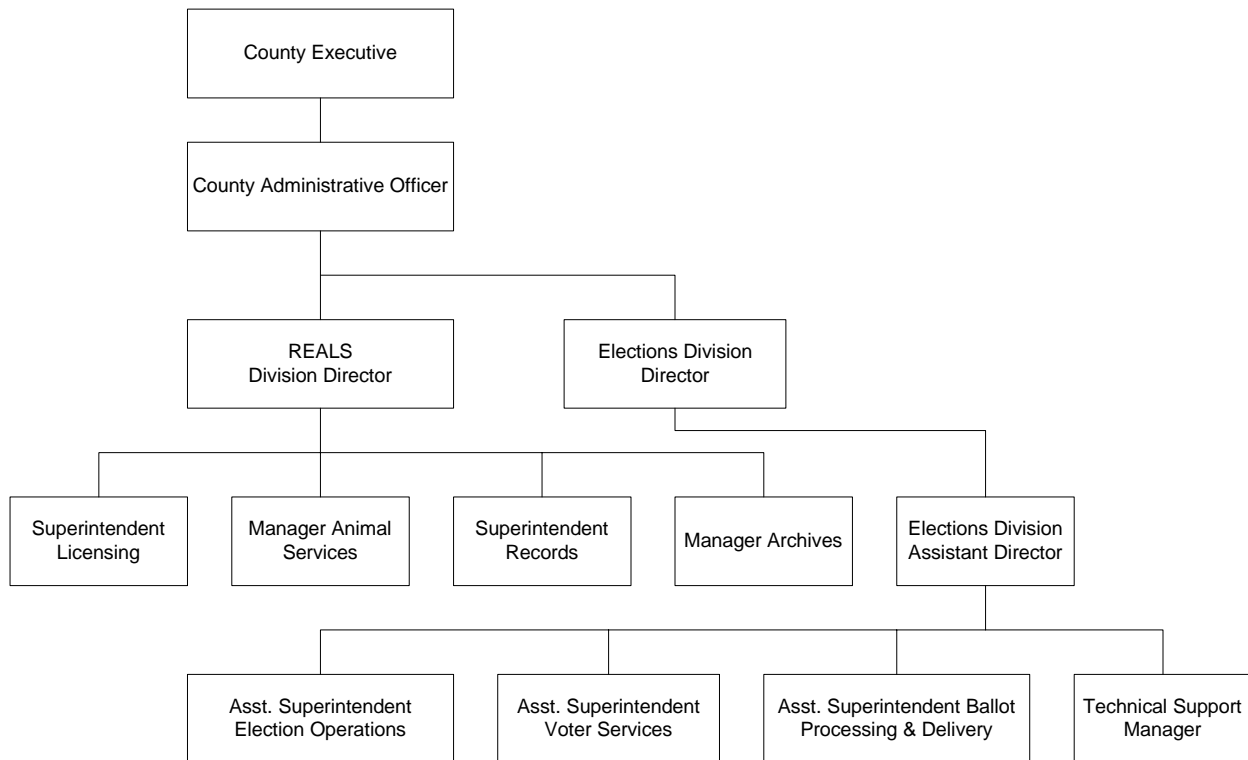 County Executive
County Administrative Officer
REALS
Division Director
Elections Division
Director
Superintendent
Licensing
Manager Animal
Services
Superintendent
Records
Manager Archives
Elections Division
Assistant Director
Asst. Superintendent
Election Operations
Asst. Superintendent
Voter Services
Asst. Superintendent Ballot
Processing & Delivery
Technical Support
Manager